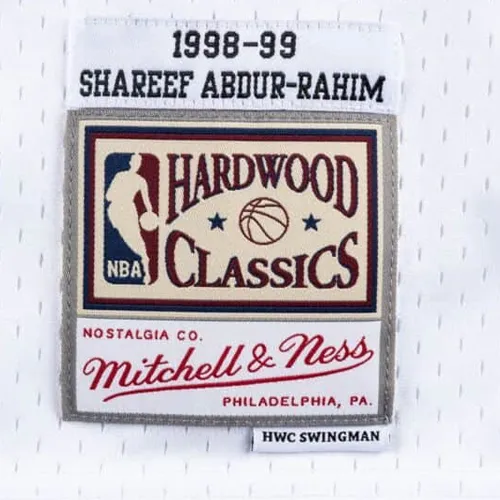 1998-99
SHAREEF ABDUR-RAHIM
HARDWOOD
NBA
CLASSICS
NOSTALGIA CO.
Mitchell & Ness
PHILADELPHIA, PA.
HWC SWINGMAN